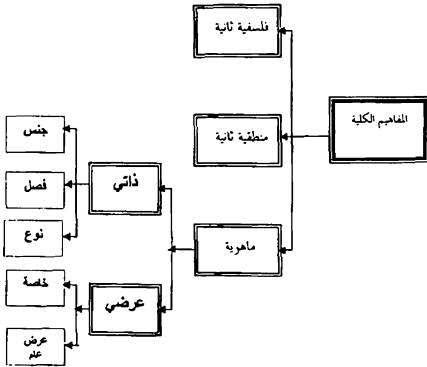 المفاهيم الكلية
فلسفية ثانية
منطقية ثانية
ماهوية
ذاتي
عرضي
جنس
فصل
نوع
خاصة
عرض
عام